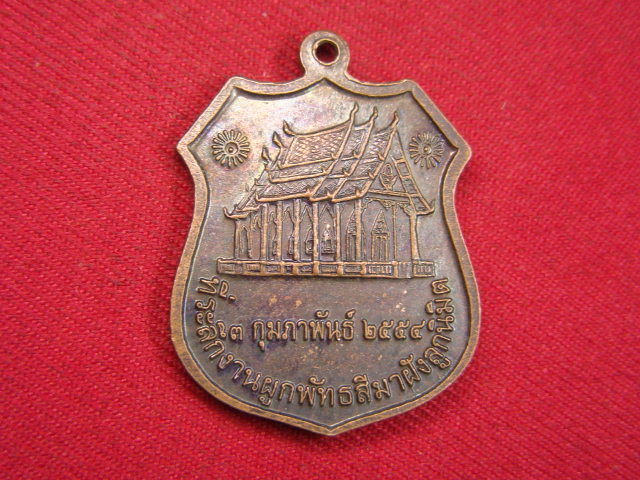 ๓ กุมภาพันธ์ ๒๕๕๔
ที่ระลึกงานผูกพัทธสีมาฝังลูกนิมิต